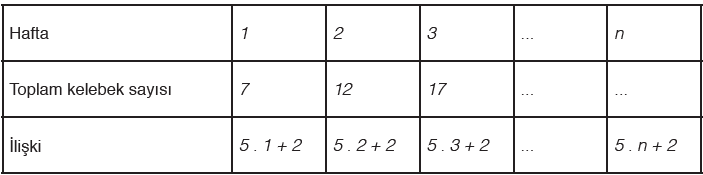 Hafta 1 2 3 ... n
Toplam kelebek sayısı 7 12 17 ... ...
İlişki 5 . 1 + 2 5 . 2 + 2 5 . 3 + 2 ... 5 . n + 2